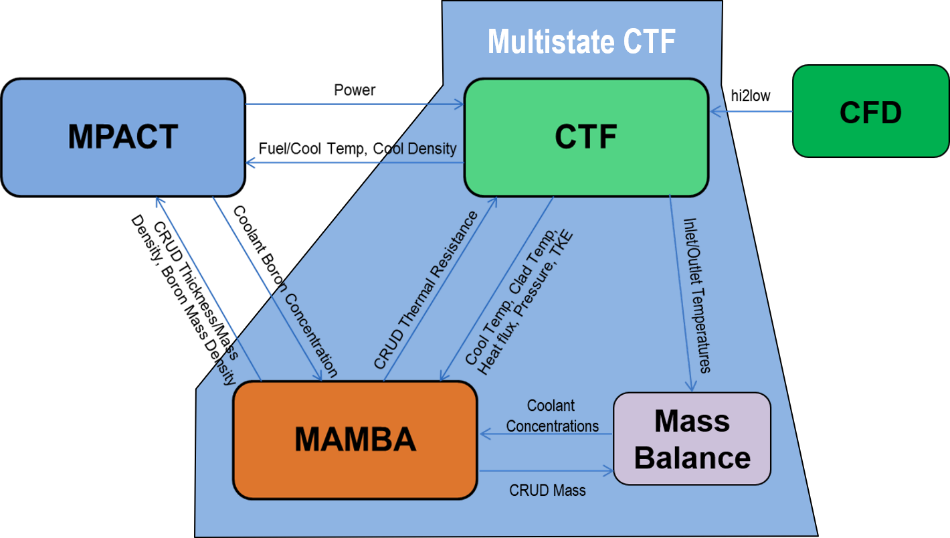 Multistate CTF
MPACT
Power
CTF
hi2low
CFD
Fuel/Cool Temp, Cool Density
CRUD Thickness/Mass
Density, Boron Mass Density
Coolant Boron Concentration
CRUD Thermal Resistance
Cool Temp, Clad Temp,
Heat flux, Pressure, TKE
Inlet/Outlet Temperatures
MAMBA
Coolant
Concentrations
CRUD Mass
Mass
Balance